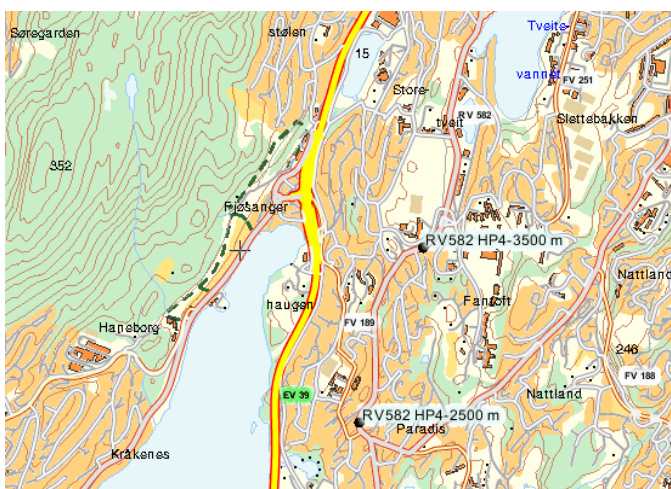 Søregarden
stølen
Tveite-
15
vannet
FV 251
Store-
tveit
RV 582
Slettebakken
352
Fjøsanger
RV582 HP4-3500 m
Nattland
haugen
Fantoft
FV 189
Haneborg
246
FV 188
EV 39
Nattland
RV582 HP4-2500 m
Paradis
Kråkenes